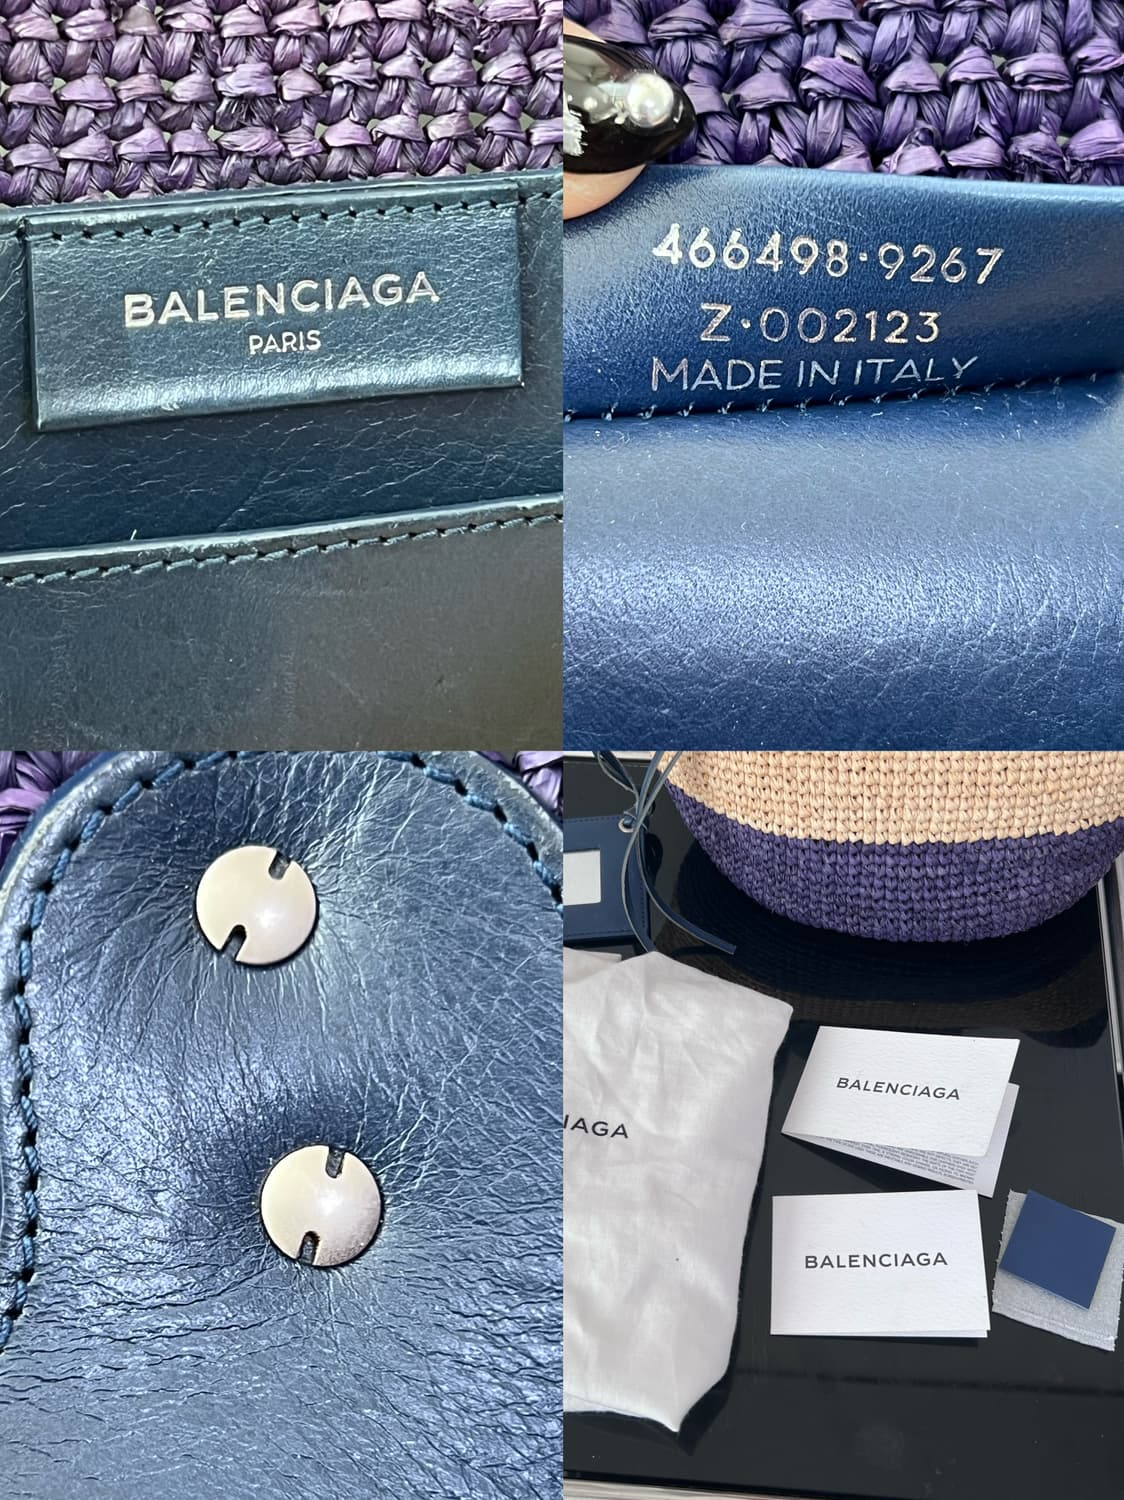 BALENCIAGA
PARIS
466498·9267
Z·002123
MADE IN ITALY
IAGA
BALENCIAGA
BALENCIAGA